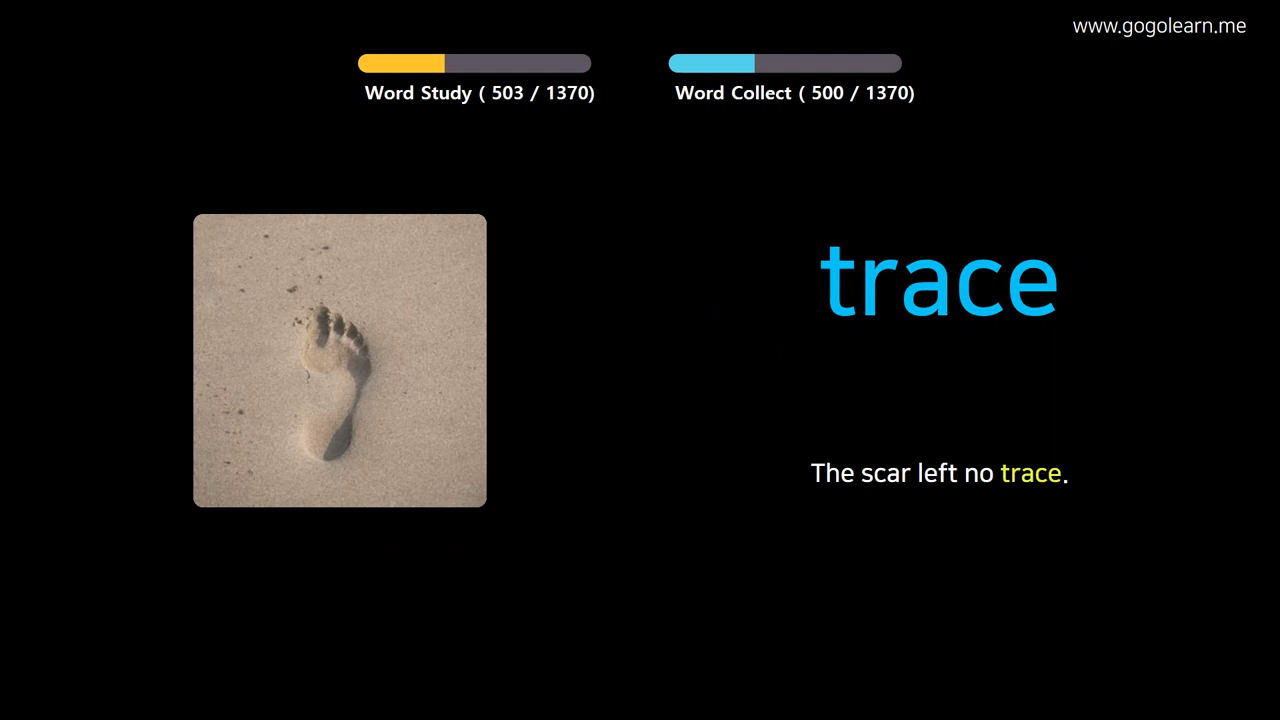 www.gogolearn.me
Word Study ( 503 / 1370)
Word Collect ( 500 / 1370)
trace
The scar left no trace.